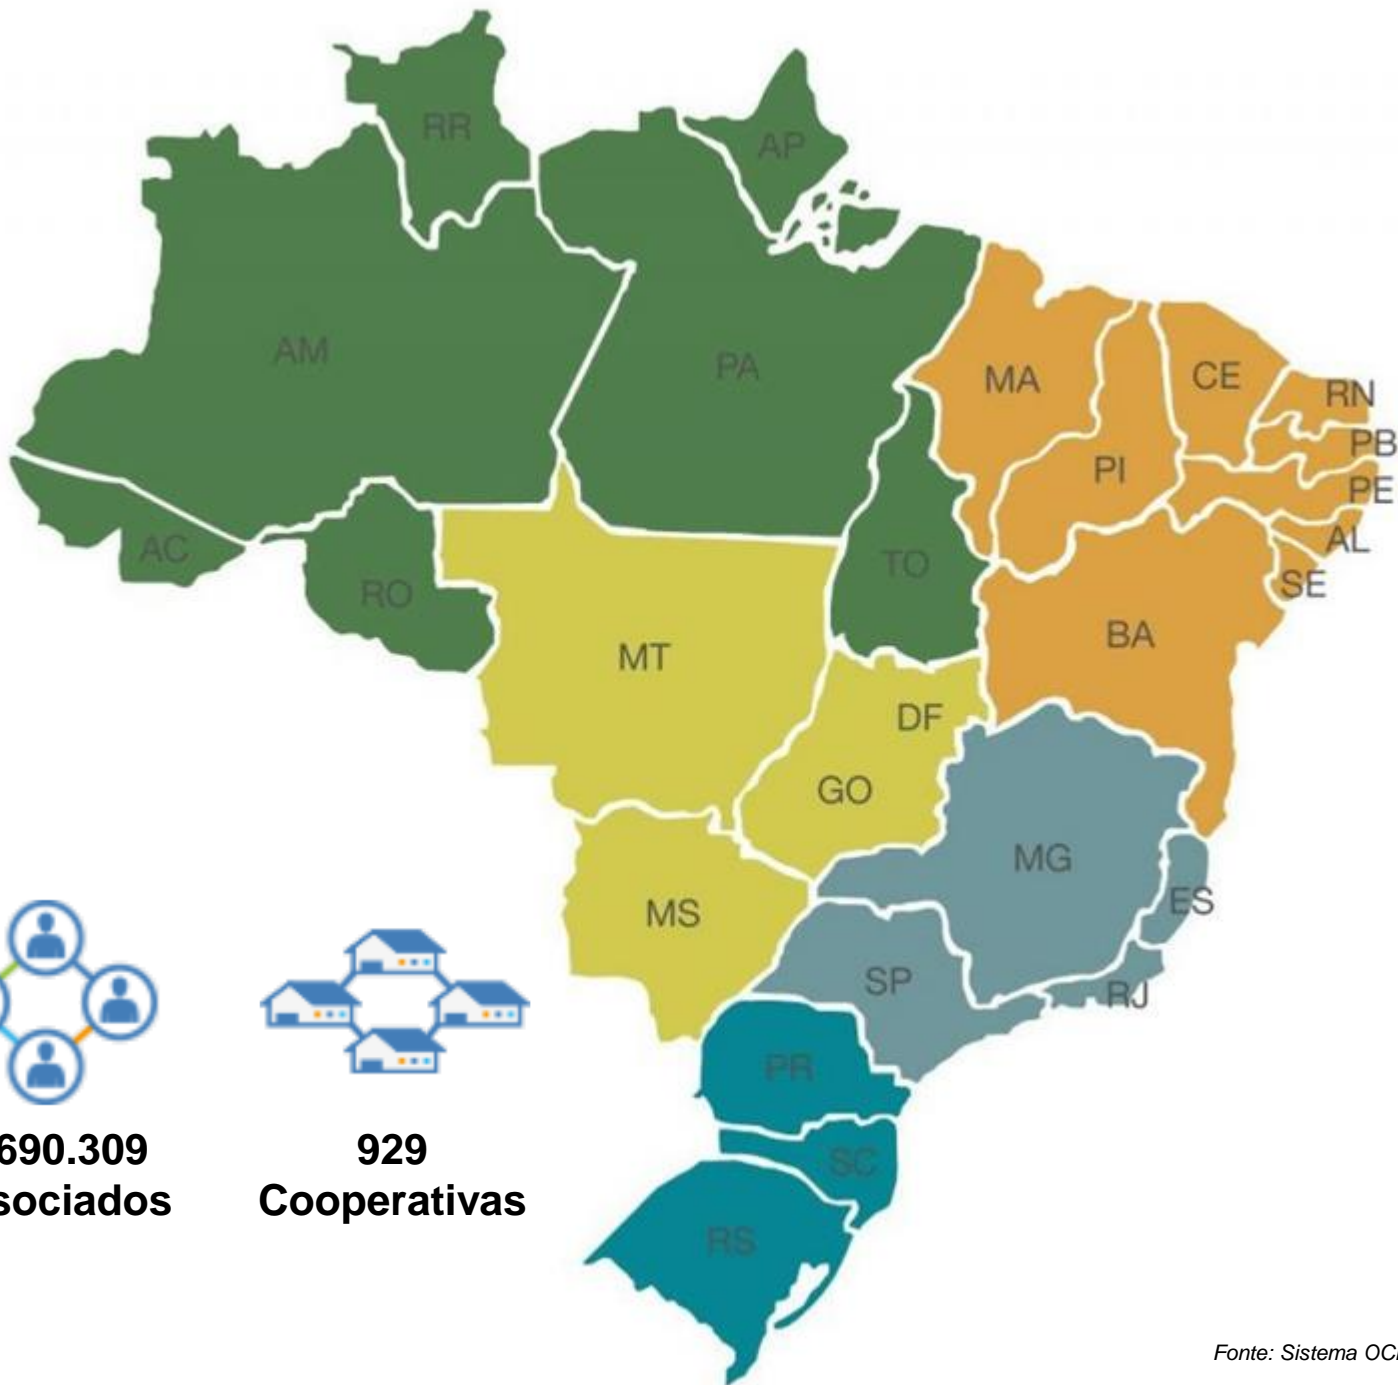 RR
AP
AM
PA
MA
CE
RN
PB
PI
PE
AL
AC
TO
SE
RO
BA
MT
DF
GO
MG
ES
MS
SP
RJ
PR
690.309
929
sociados
Cooperativas
SC
RS
Fonte: Sistema OC